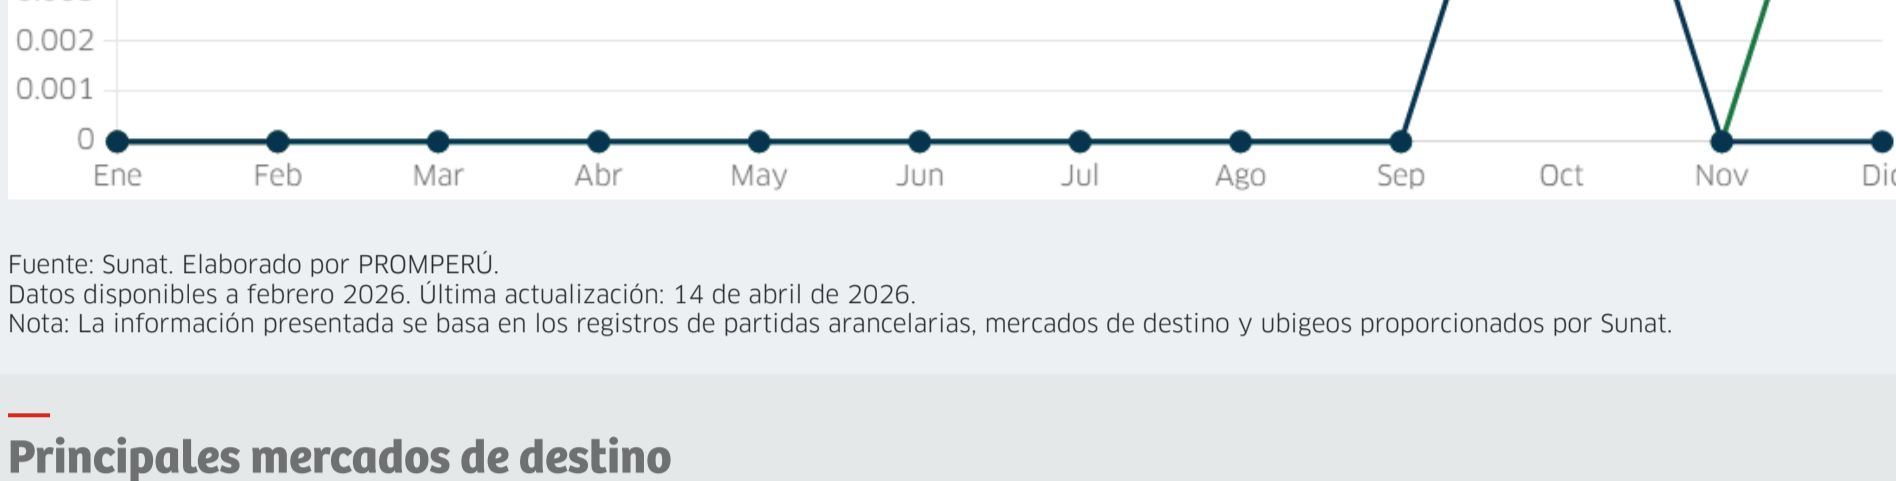 0.002
0.001
0
Ene Feb Mar Abr May Jun Jul Ago Sep Oct Nov
Fuente: Sunat. Elaborado por PROMPERÚ.
Datos disponibles a febrero 2026. Última actualización: 14 de abril de 2026.
Nota: La información presentada se basa en los registros de partidas arancelarias, mercados de destino y ubigeos proporcionados por Sunat.
Principales mercados de destino